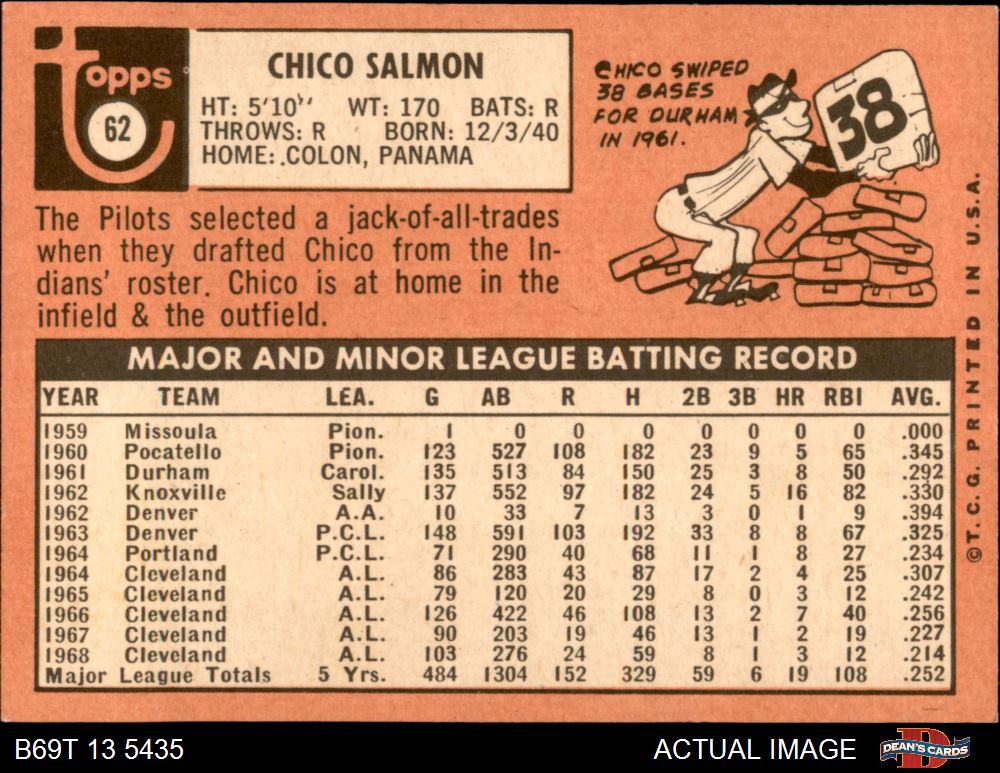 topps
62
CHICO SALMON
HT: 5'10'' WT: 170 BATS: R
THROWS: R BORN: 12/3/40
HOME: COLON, PANAMA
CHICO SWIPED
38 BASES
FOR DURHAM
IN 1961.
38
The Pilots selected a jack-of-all-trades
when they drafted Chico from the In-
dians' roster. Chico is at home in the
infield & the outfield.
MAJOR AND MINOR LEAGUE BATTING RECORD
YEAR TEAM LEA. G AB R H 2B 3B HR RBI AVG.
1959 Missoula Pion. 1 0 0 0 0 0 0 0 .000
1960 Pocatello Pion. 123 527 108 182 23 9 5 65 .345
1961 Durham Carol. 135 513 84 150 25 3 8 50 .292
1962 Knoxville Sally 137 552 97 182 24 5 16 82 .330
1962 Denver A.A. 10 33 7 13 3 0 1 9 .394
1963 Denver P.C.L. 148 591 103 192 33 8 8 67 .325
1964 Portland P.C.L. 71 290 40 68 11 1 8 27 .234
1964 Cleveland A.L. 86 283 43 87 17 2 4 25 .307
1965 Cleveland A.L. 79 120 20 29 8 0 3 12 .242
1966 Cleveland A.L. 126 422 46 108 13 2 7 40 .256
1967 Cleveland A.L. 90 203 19 46 13 1 2 19 .227
1968 Cleveland A.L. 103 276 24 59 8 1 3 12 .214
Major League Totals 5 Yrs. 484 1304 152 329 59 6 19 108 .252
©T.C.G. PRINTED IN U.S.A.
B69T 13 5435
ACTUAL IMAGE
DEAN'S CARDS